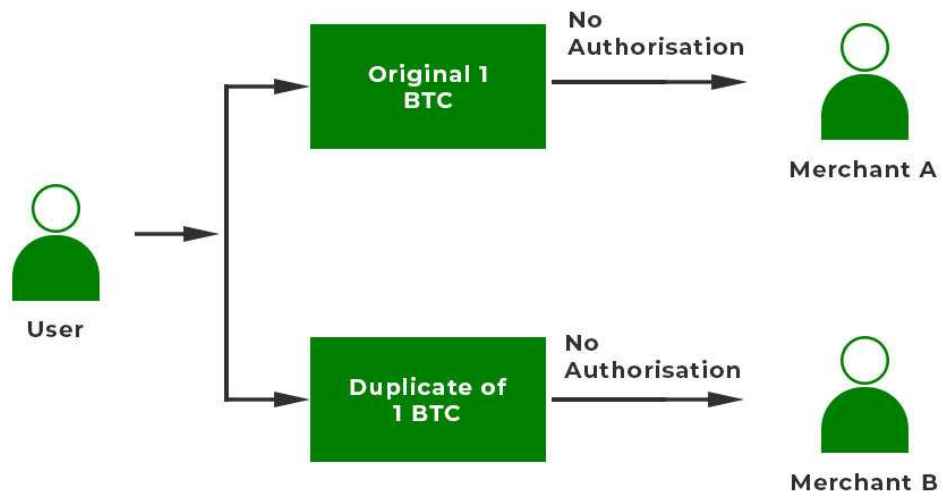 No
Authorisation
Original 1
BTC
Merchant A
User
No
Authorisation
Duplicate of
1 BTC
Merchant B